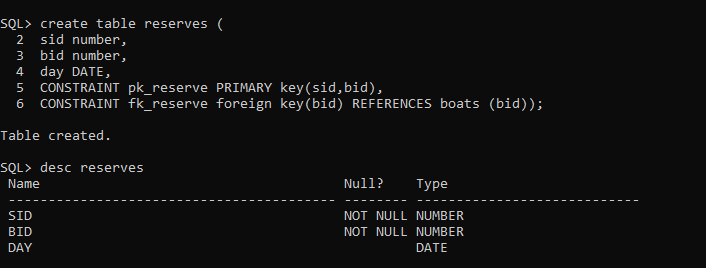 SQL> create table reserves (
  2  sid number,
  3  bid number,
  4  day DATE,
  5  CONSTRAINT pk_reserve PRIMARY key(sid,bid),
  6  CONSTRAINT fk_reserve foreign key(bid) REFERENCES boats (bid));
Table created.
SQL> desc reserves
 Name                                      Null?    Type
 ----------------------------------------- -------- ----------------------------
 SID                                       NOT NULL NUMBER
 BID                                       NOT NULL NUMBER
 DAY                                                DATE